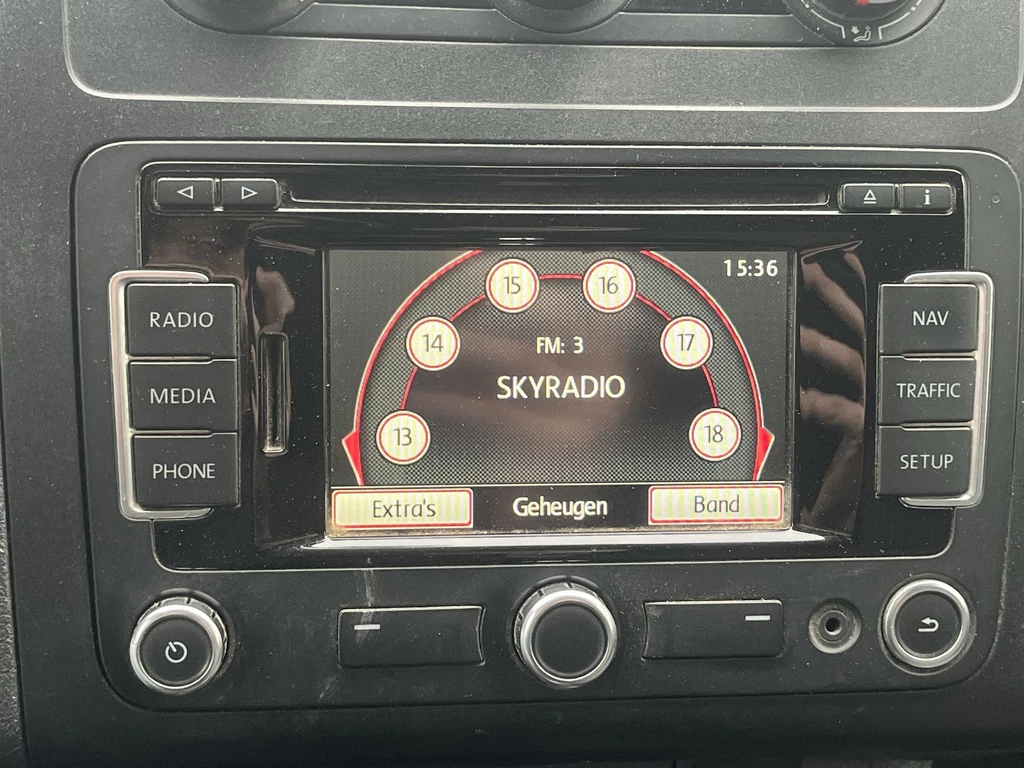 i
15:36
15 16
14 17
13 18
FM: 3
SKYRADIO
RADIO
MEDIA
PHONE
NAV
TRAFFIC
SETUP
Extra's Geheugen Band